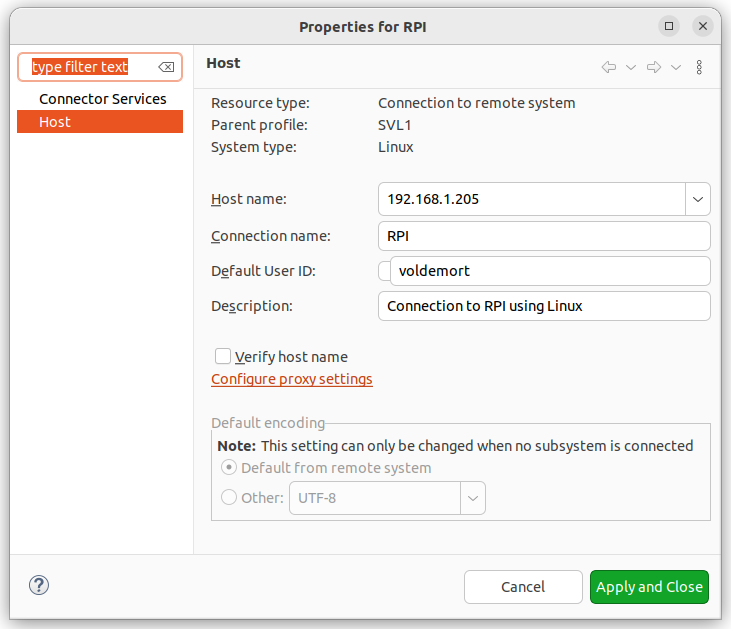 Properties for RPI
type filter text
Connector Services
Host
Host
Resource type: Connection to remote system
Parent profile: SVL1
System type: Linux
Host name: 192.168.1.205
Connection name: RPI
Default User ID: voldemort
Description: Connection to RPI using Linux
Verify host name
Configure proxy settings
Default encoding
Note: This setting can only be changed when no subsystem is connected
Default from remote system
Other: UTF-8
? Cancel Apply and Close